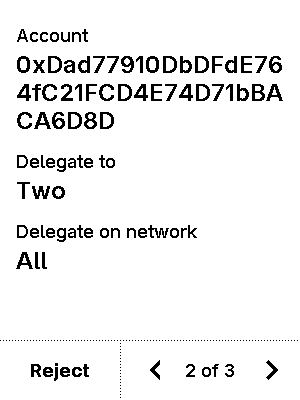 Account
0xDad77910DbDFdE76
4fC21FCD4E74D71bBA
CA6D8D
Delegate to
Two
Delegate on network
All
Reject
2 of 3